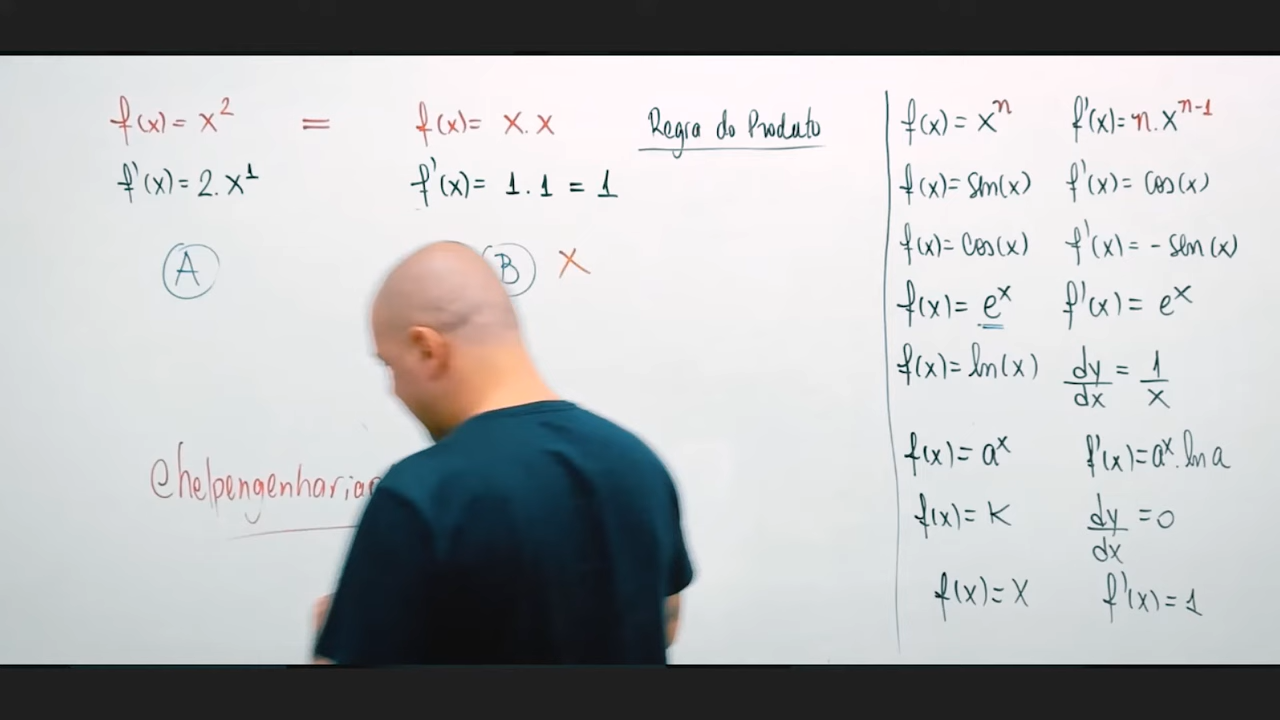 f(x) = x² = f(x) = x . x Regra do Produto
f'(x) = 2 . x¹ f'(x) = 1 . 1 = 1
A B X
@helpengenharia
f(x) = xⁿ f'(x) = n . xⁿ⁻¹
f(x) = sen(x) f'(x) = cos(x)
f(x) = cos(x) f'(x) = - sen(x)
f(x) = eˣ f'(x) = eˣ
f(x) = ln(x) dy/dx = 1/x
f(x) = aˣ f'(x) = aˣ . ln a
f(x) = K dy/dx = 0
f(x) = x f'(x) = 1